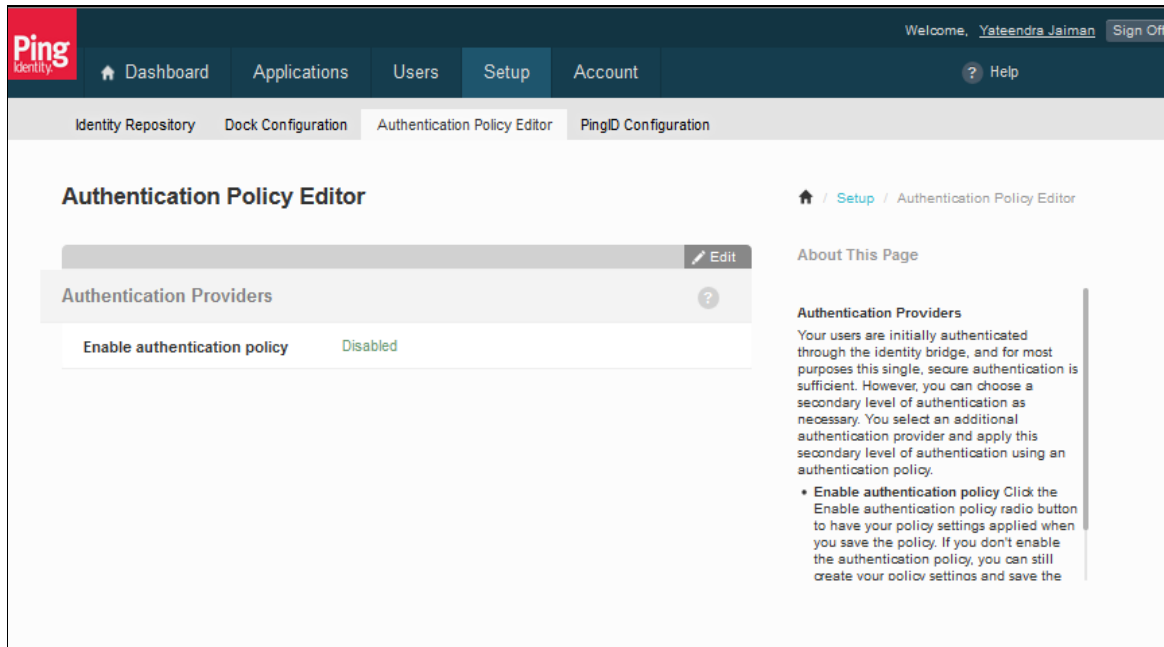 Welcome, Yateendra Jaiman Sign Off
Ping
Identity.
Dashboard Applications Users Setup Account ? Help
Identity Repository Dock Configuration Authentication Policy Editor PingID Configuration
Authentication Policy Editor
/ Setup / Authentication Policy Editor
Edit
Authentication Providers ?
Enable authentication policy Disabled
About This Page
Authentication Providers
Your users are initially authenticated
through the identity bridge, and for most
purposes this single, secure authentication is
sufficient. However, you can choose a
secondary level of authentication as
necessary. You select an additional
authentication provider and apply this
secondary level of authentication using an
authentication policy.
• Enable authentication policy Click the
Enable authentication policy radio button
to have your policy settings applied when
you save the policy. If you don't enable
the authentication policy, you can still
create your policy settings and save the